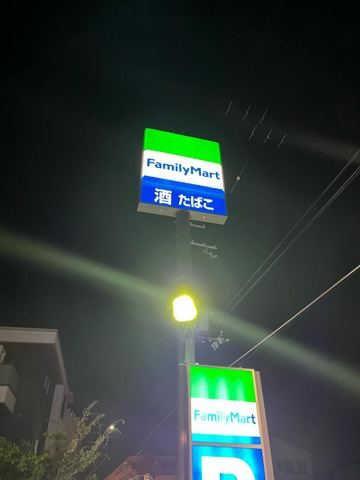 FamilyMart
酒 たばこ
FamilyMart
P